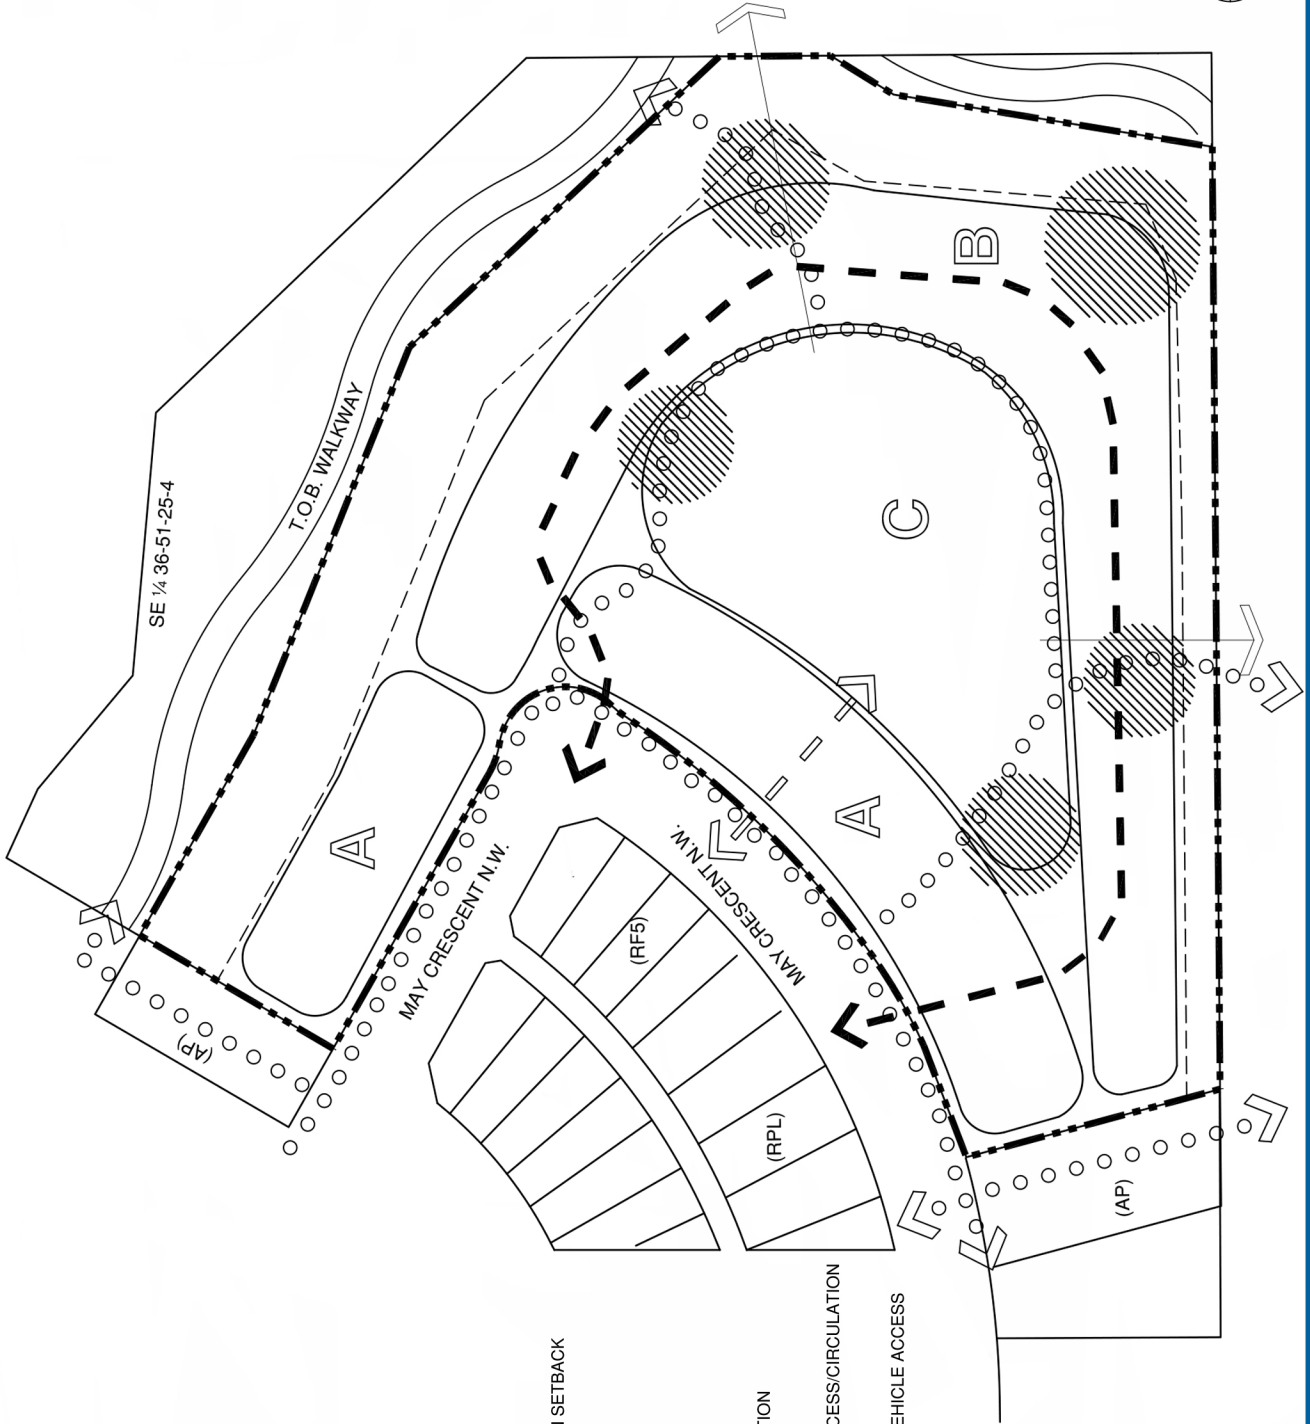 SE ¼ 36-51-25-4
T.O.B. WALKWAY
B
C
A
A
MAY CRESCENT N.W.
MAY CRESCENT N.W.
(RF5)
(RPL)
(AP)
(AP)
SETBACK
TION
CESS/CIRCULATION
EHICLE ACCESS